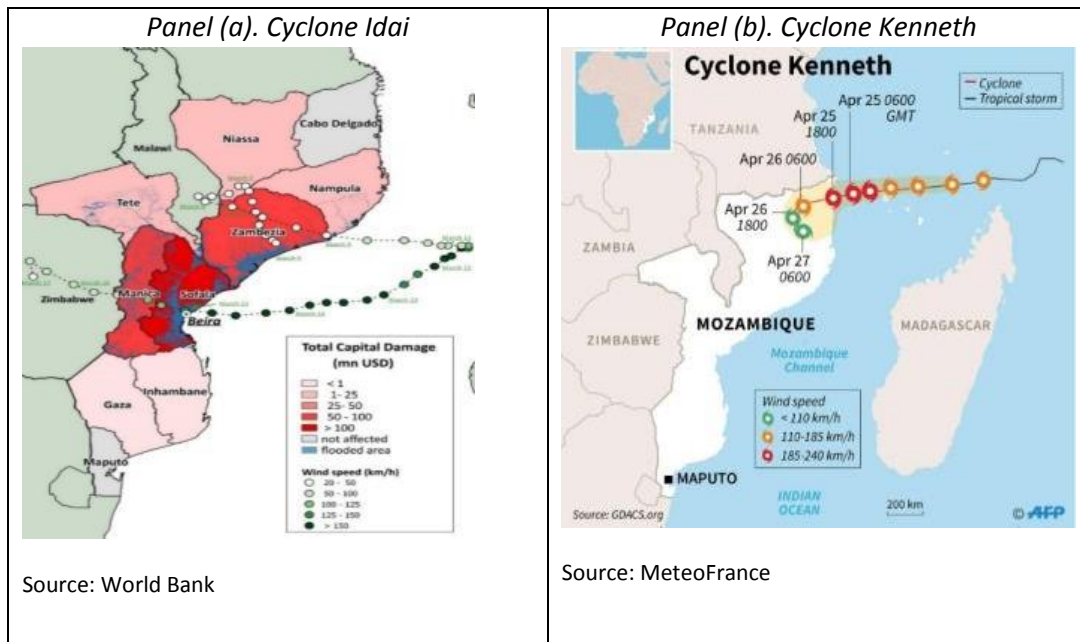 Panel (a). Cyclone Idai
Cabo Delgado
Niassa
Malawi
Nampula
Tete
Zambezia
Zimbabwe
Manica
Sofala
Beira
Inhambane
Gaza
Maputo
Total Capital Damage
(mn USD)
< 1
1- 25
25- 50
50 - 100
> 100
not affected
flooded area
Wind speed (km/h)
20 - 50
50 - 100
100 - 125
125 - 150
> 150
Source: World Bank
Panel (b). Cyclone Kenneth
Cyclone Kenneth
Cyclone
Tropical storm
Apr 25 0600
GMT
Apr 25
1800
TANZANIA
Apr 26 0600
Apr 26
1800
Apr 27
0600
ZAMBIA
MOZAMBIQUE
ZIMBABWE
MADAGASCAR
Mozambique
Channel
Wind speed
< 110 km/h
110-185 km/h
185-240 km/h
MAPUTO
INDIAN
OCEAN
200 km
Source: GDACS.org
© AFP
Source: MeteoFrance